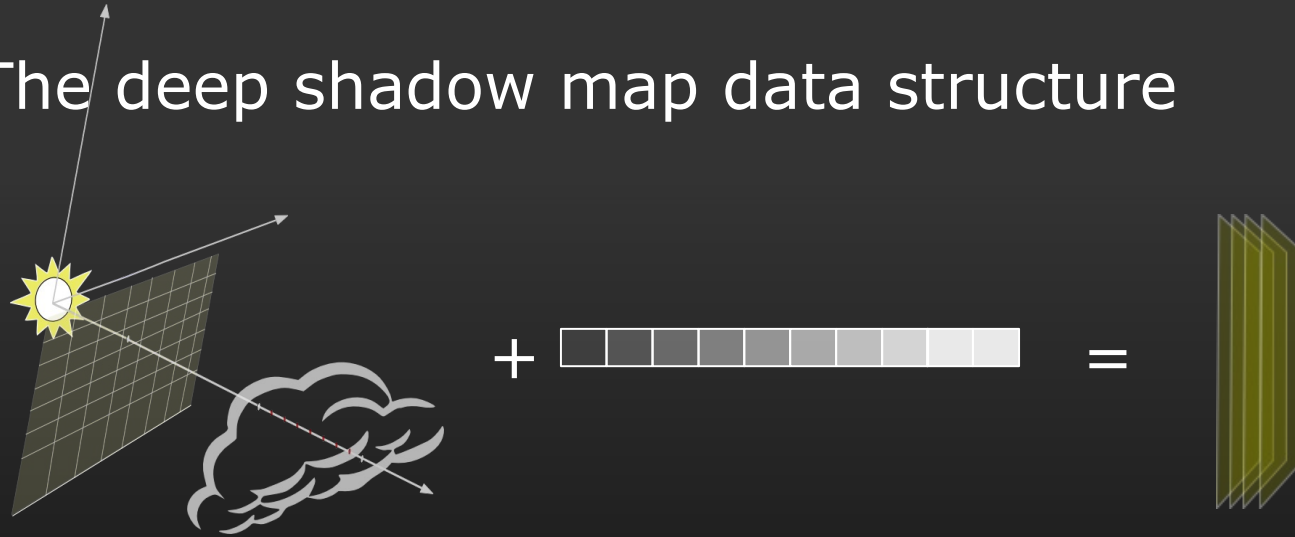 The deep shadow map data structure
+ =